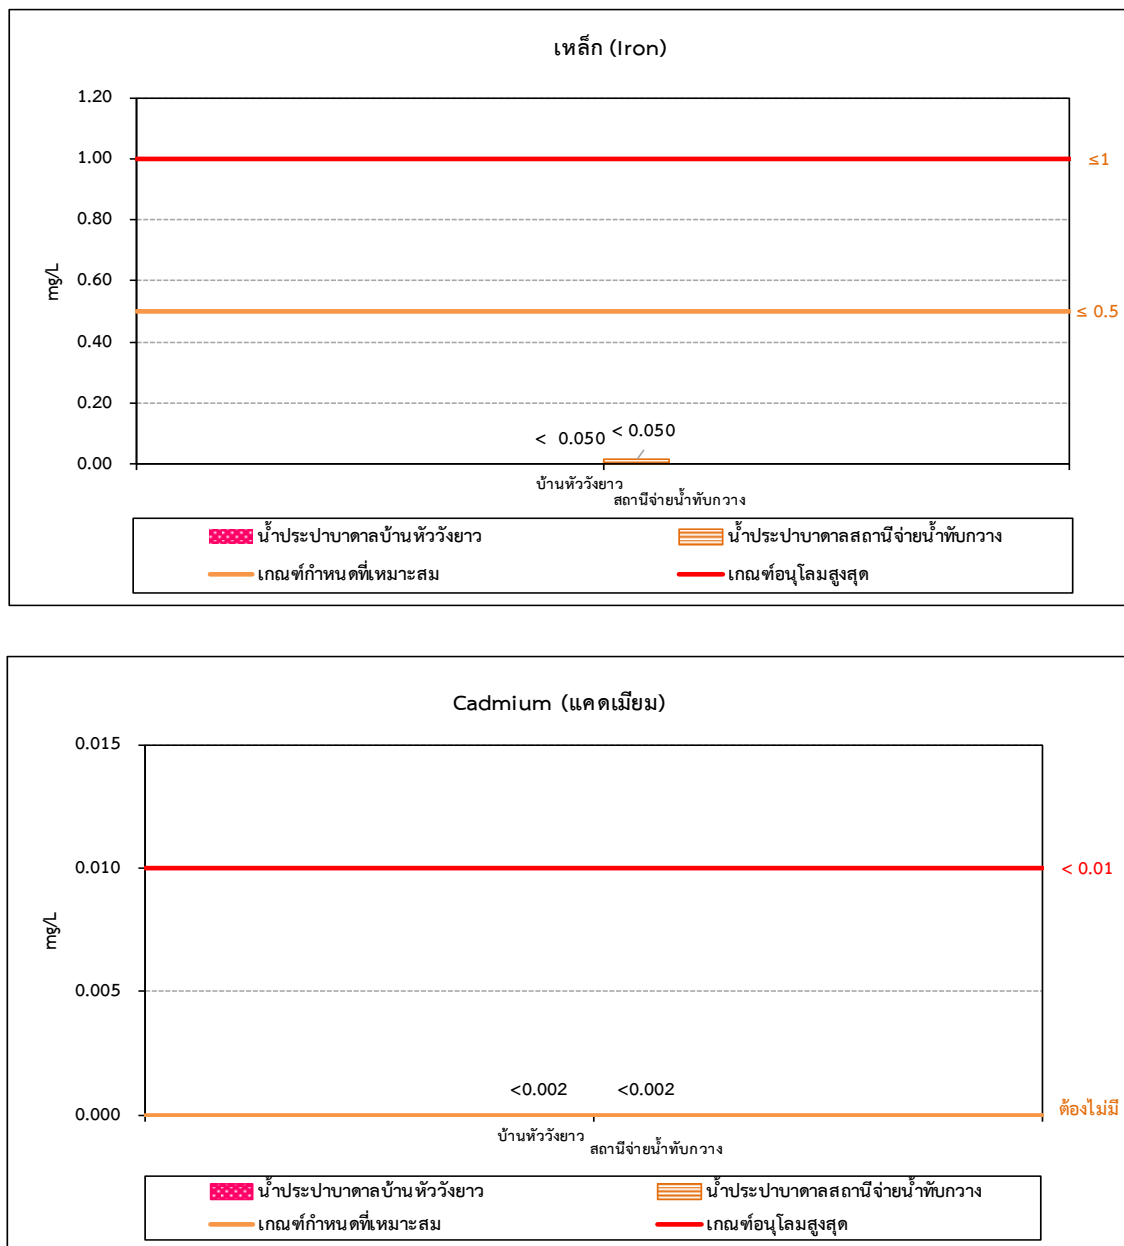 เหล็ก (Iron)
1.20
1.00
≤1
0.80
mg/L
0.60
≤ 0.5
0.40
0.20
< 0.050 < 0.050
0.00
บ้านหัววังยาว
สถานีจ่ายน้ำทับกวาง
น้ำประปาบาดาลบ้านหัววังยาว น้ำประปาบาดาลสถานีจ่ายน้ำทับกวาง
เกณฑ์กำหนดที่เหมาะสม เกณฑ์อนุโลมสูงสุด
Cadmium (แคดเมียม)
0.015
0.010
< 0.01
mg/L
0.005
<0.002 <0.002
0.000
ต้องไม่มี
บ้านหัววังยาว
สถานีจ่ายน้ำทับกวาง
น้ำประปาบาดาลบ้านหัววังยาว น้ำประปาบาดาลสถานีจ่ายน้ำทับกวาง
เกณฑ์กำหนดที่เหมาะสม เกณฑ์อนุโลมสูงสุด